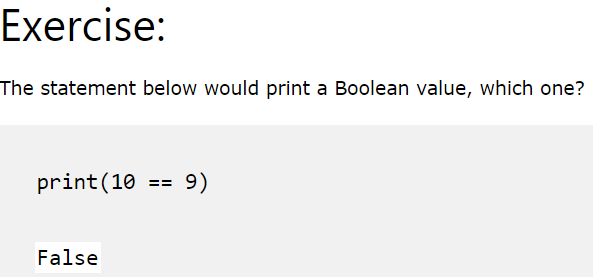 Exercise:
The statement below would print a Boolean value, which one?
print(10 == 9)
False